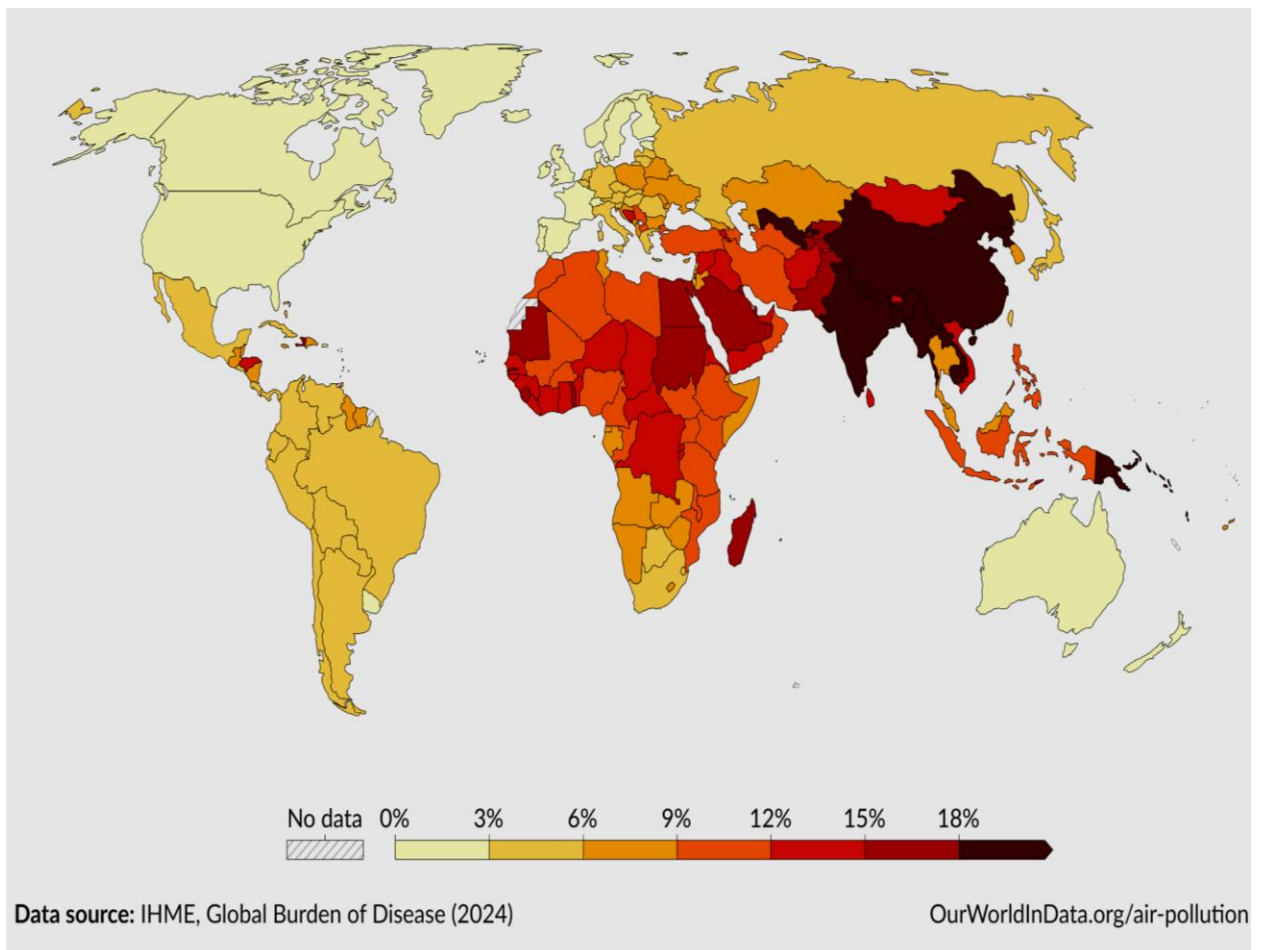 No data 0% 3% 6% 9% 12% 15% 18%
Data source: IHME, Global Burden of Disease (2024)
OurWorldInData.org/air-pollution